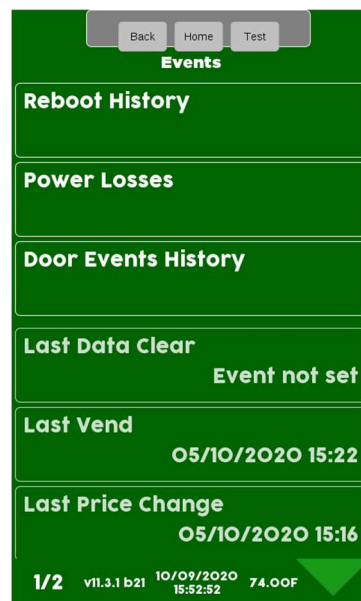 Back Home Test
Events
Reboot History
Power Losses
Door Events History
Last Data Clear
Event not set
Last Vend
05/10/2020 15:22
Last Price Change
05/10/2020 15:16
1/2 v11.3.1 b21 10/09/2020 74.00F
15:52:52